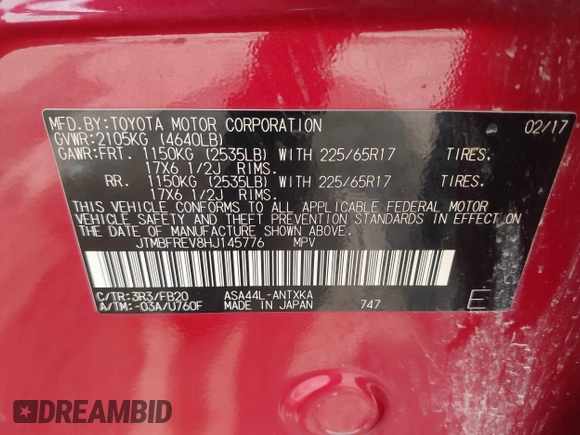 MFD.BY:TOYOTA MOTOR CORPORATION 02/17
GVWR:2105KG (4640LB)
GAWR:FRT. 1150KG (2535LB) WITH 225/65R17 TIRES.
17X6 1/2J RIMS.
RR. 1150KG (2535LB) WITH 225/65R17 TIRES.
17X6 1/2J RIMS.
THIS VEHICLE CONFORMS TO ALL APPLICABLE FEDERAL MOTOR
VEHICLE SAFETY AND THEFT PREVENTION STANDARDS IN EFFECT
ON THE DATE OF MANUFACTURE SHOWN ABOVE.
JTMBFREV8HJ145776 MPV
C/TR:3R3/FB20 ASA44L-ANTXKA
A/TM:-03A/U760F MADE IN JAPAN 747 E
DREAMBID